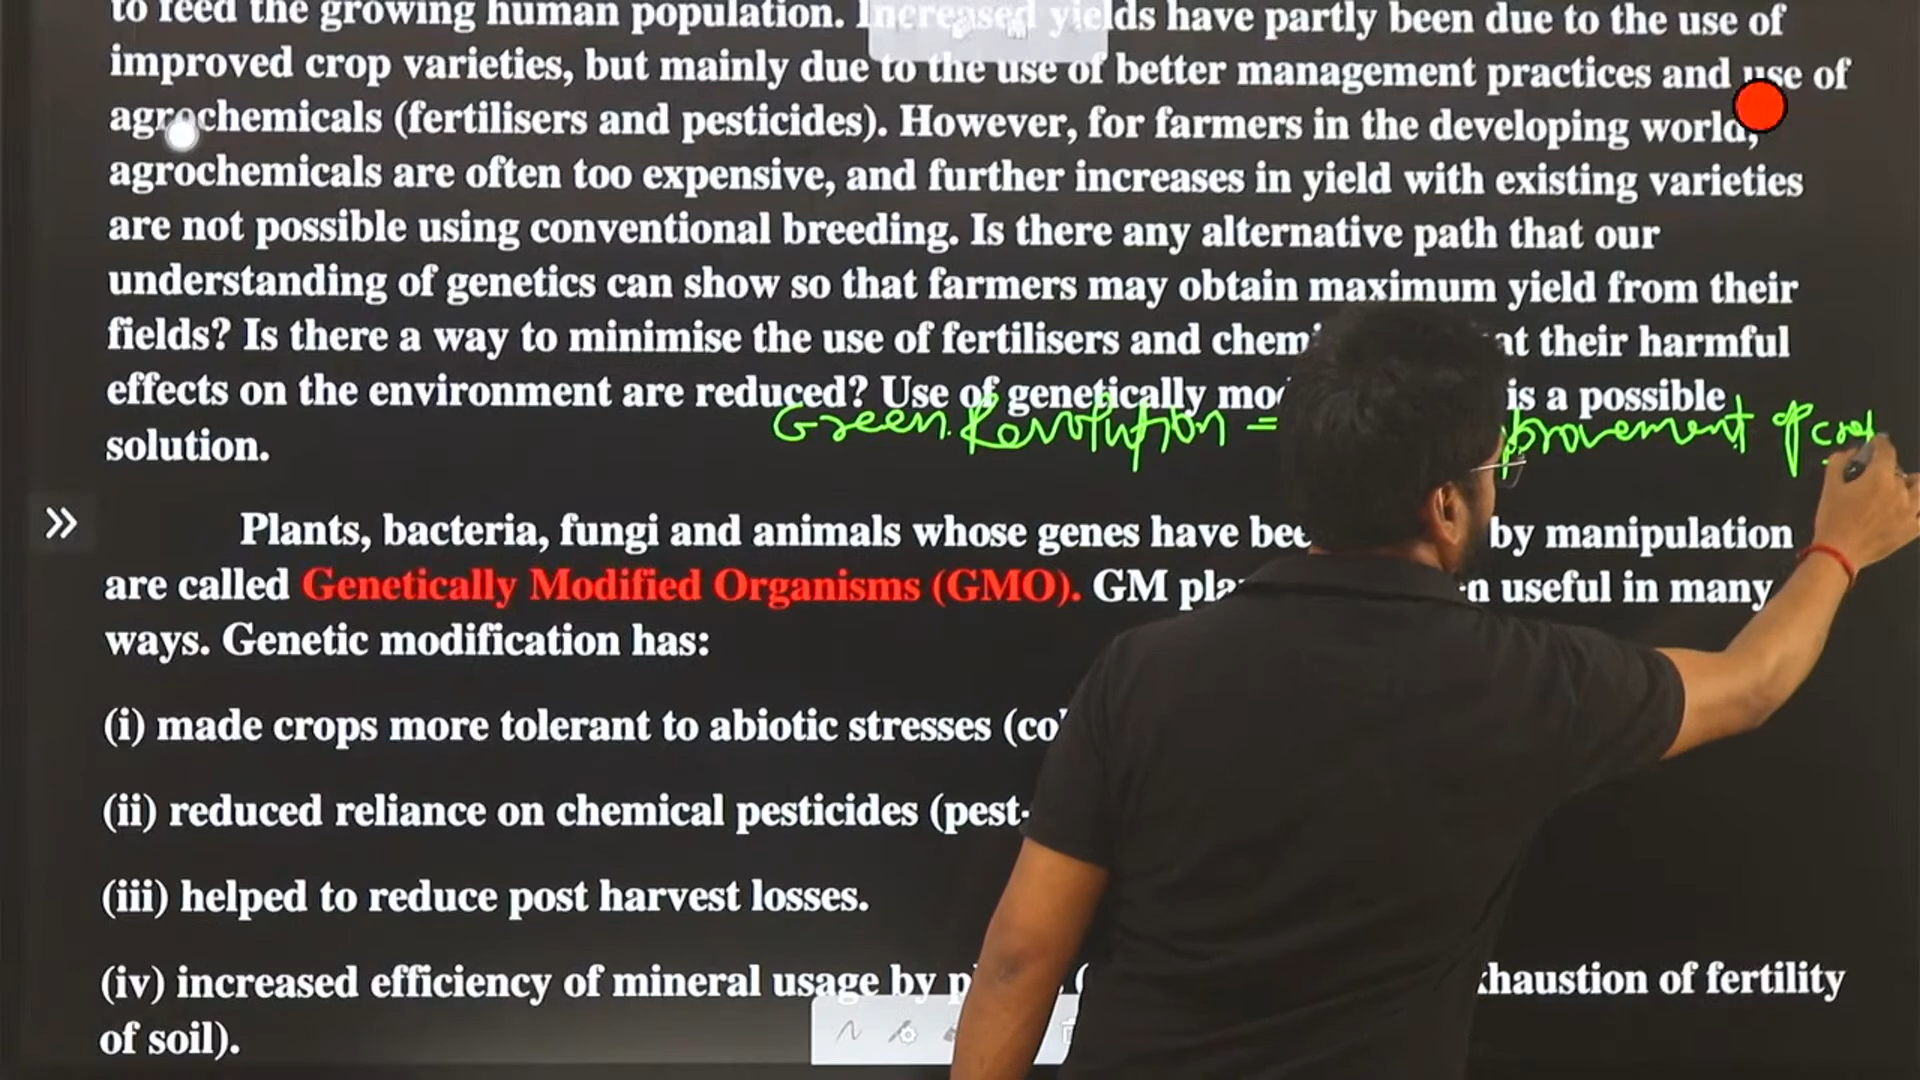 to feed the growing human population. Increased yields have partly been due to the use of
improved crop varieties, but mainly due to the use of better management practices and use of
agrochemicals (fertilisers and pesticides). However, for farmers in the developing world,
agrochemicals are often too expensive, and further increases in yield with existing varieties
are not possible using conventional breeding. Is there any alternative path that our
understanding of genetics can show so that farmers may obtain maximum yield from their
fields? Is there a way to minimise the use of fertilisers and their harmful
effects on the environment are reduced? Use of genetically is a possible
Green Revolution = of
solution.
Plants, bacteria, fungi and animals whose genes have by manipulation
are called Genetically Modified Organisms (GMO). GM useful in many
ways. Genetic modification has:
(i) made crops more tolerant to abiotic stresses
(ii) reduced reliance on chemical pesticides (pest-
(iii) helped to reduce post harvest losses.
(iv) increased efficiency of mineral usage by of fertility
of soil).